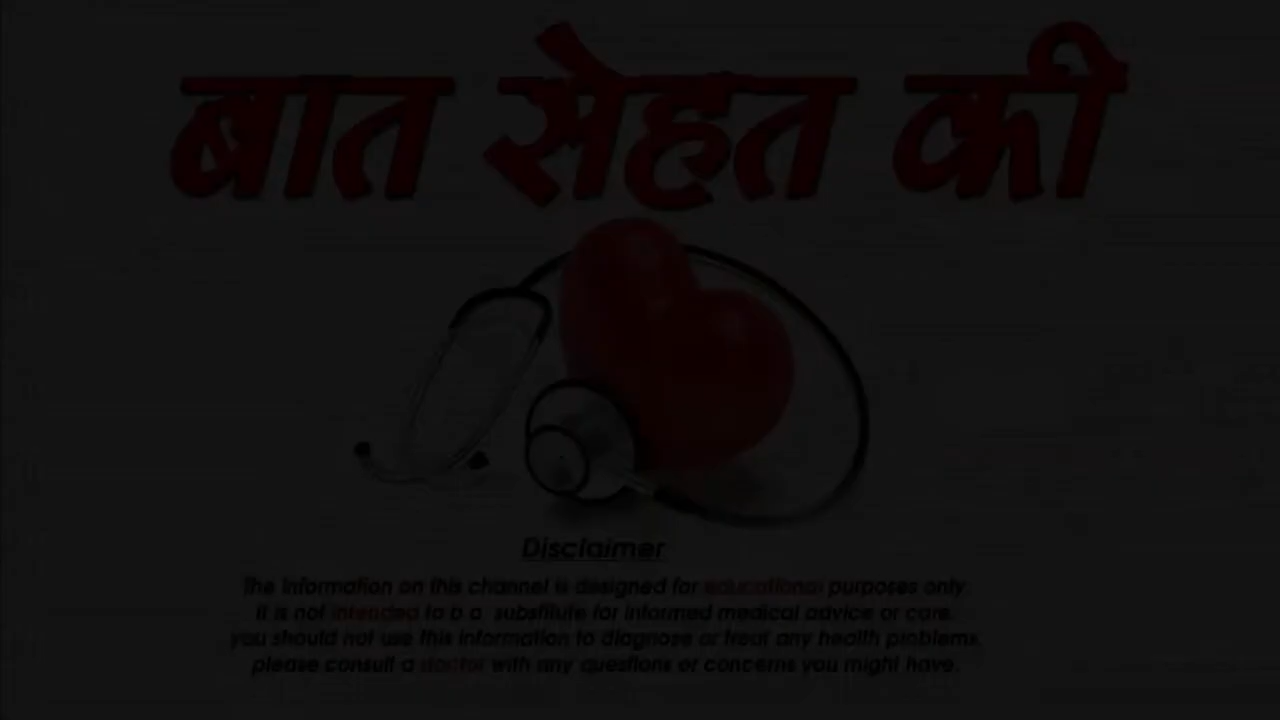 बात सेहत की
Disclaimer
The information on this channel is designed for educational purposes only.
It is not intended to b a substitute for informed medical advice or care.
you should not use this information to diagnose or treat any health problems.
please consult a doctor with any questions or concerns you might have.